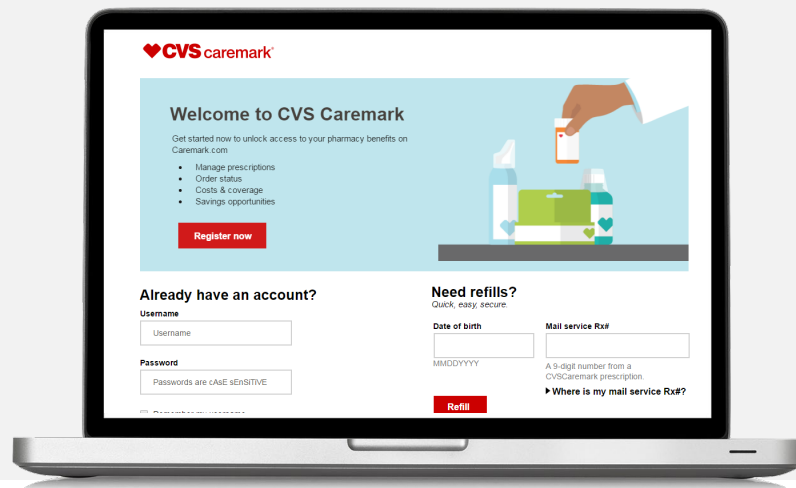 CVS caremark®
Welcome to CVS Caremark
Get started now to unlock access to your pharmacy benefits on
Caremark.com
• Manage prescriptions
• Order status
• Costs & coverage
• Savings opportunities
Register now
Already have an account?
Username
Username
Password
Passwords are cAsE sEnSiTIVE
Remember my username
Need refills?
Quick, easy, secure.
Date of birth
MMDDYYYY
Mail service Rx#
A 9-digit number from a
CVSCaremark prescription.
Where is my mail service Rx#?
Refill